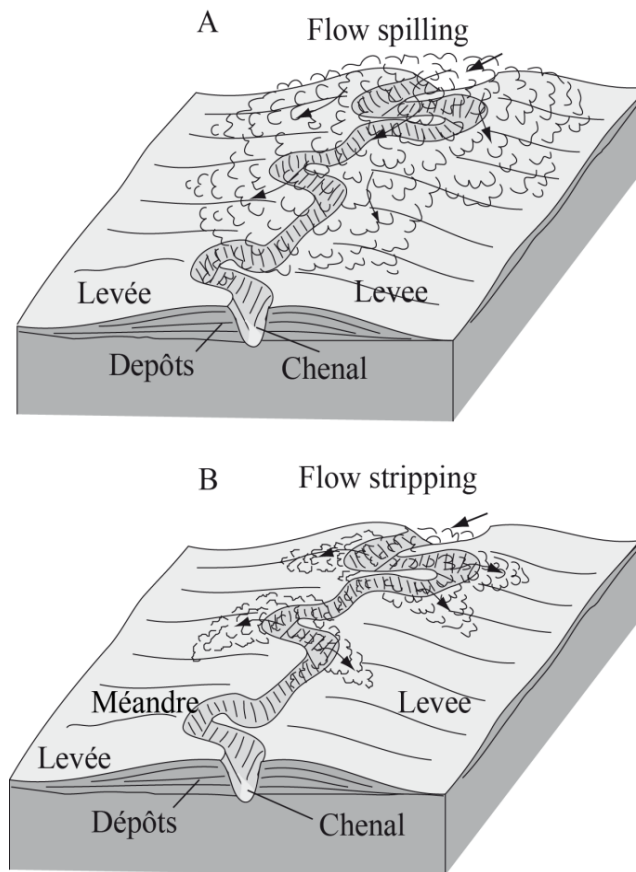 A
Flow spilling
Levée
Levee
Depôts
Chenal
B
Flow stripping
Méandre
Levee
Levée
Dépôts
Chenal